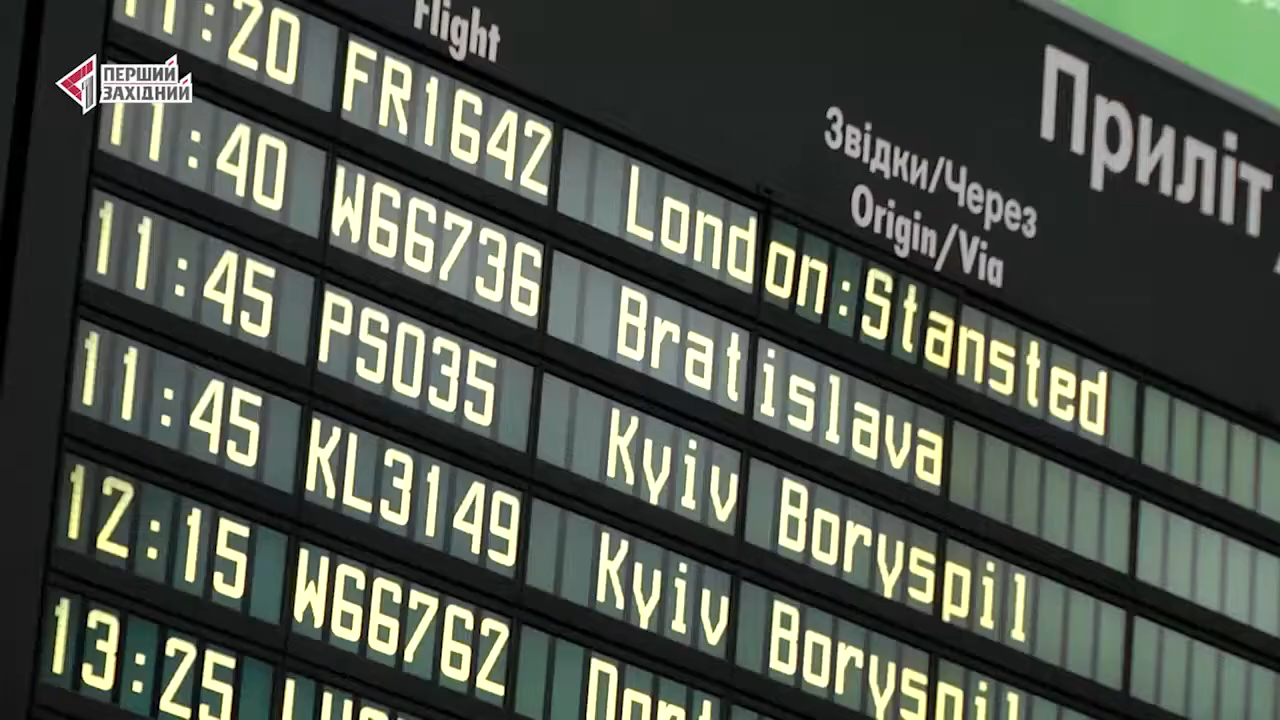 ПЕРШИЙ
ЗАХІДНИЙ
Приліт
Flight
Звідки/Через
Origin/Via
11:20 FR1642 London:Stansted
11:40 W66736 Bratislava
11:45 PS035 Kyiv Boryspil
11:45 KL3149 Kyiv Boryspil
12:15 W66762
13:25